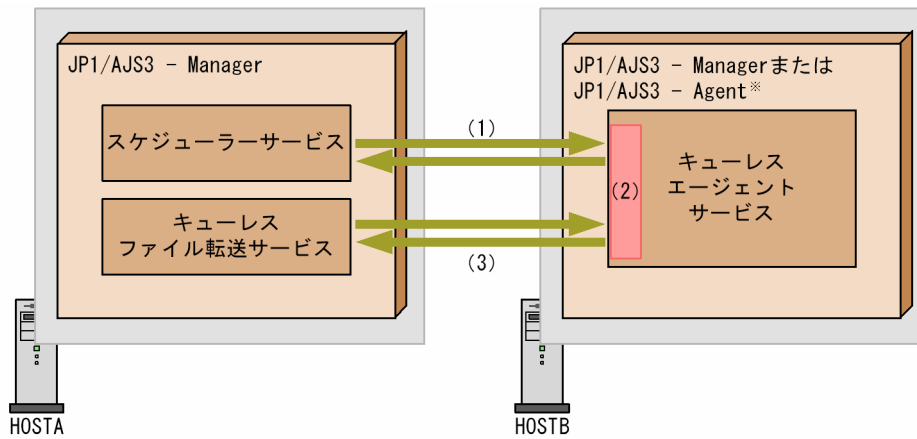 JP1/AJS3 - Manager
スケジューラーサービス
キューレス
ファイル転送サービス
(1)
(2)
(3)
JP1/AJS3 - Managerまたは
JP1/AJS3 - Agent※
キューレス
エージェント
サービス
HOSTA
HOSTB